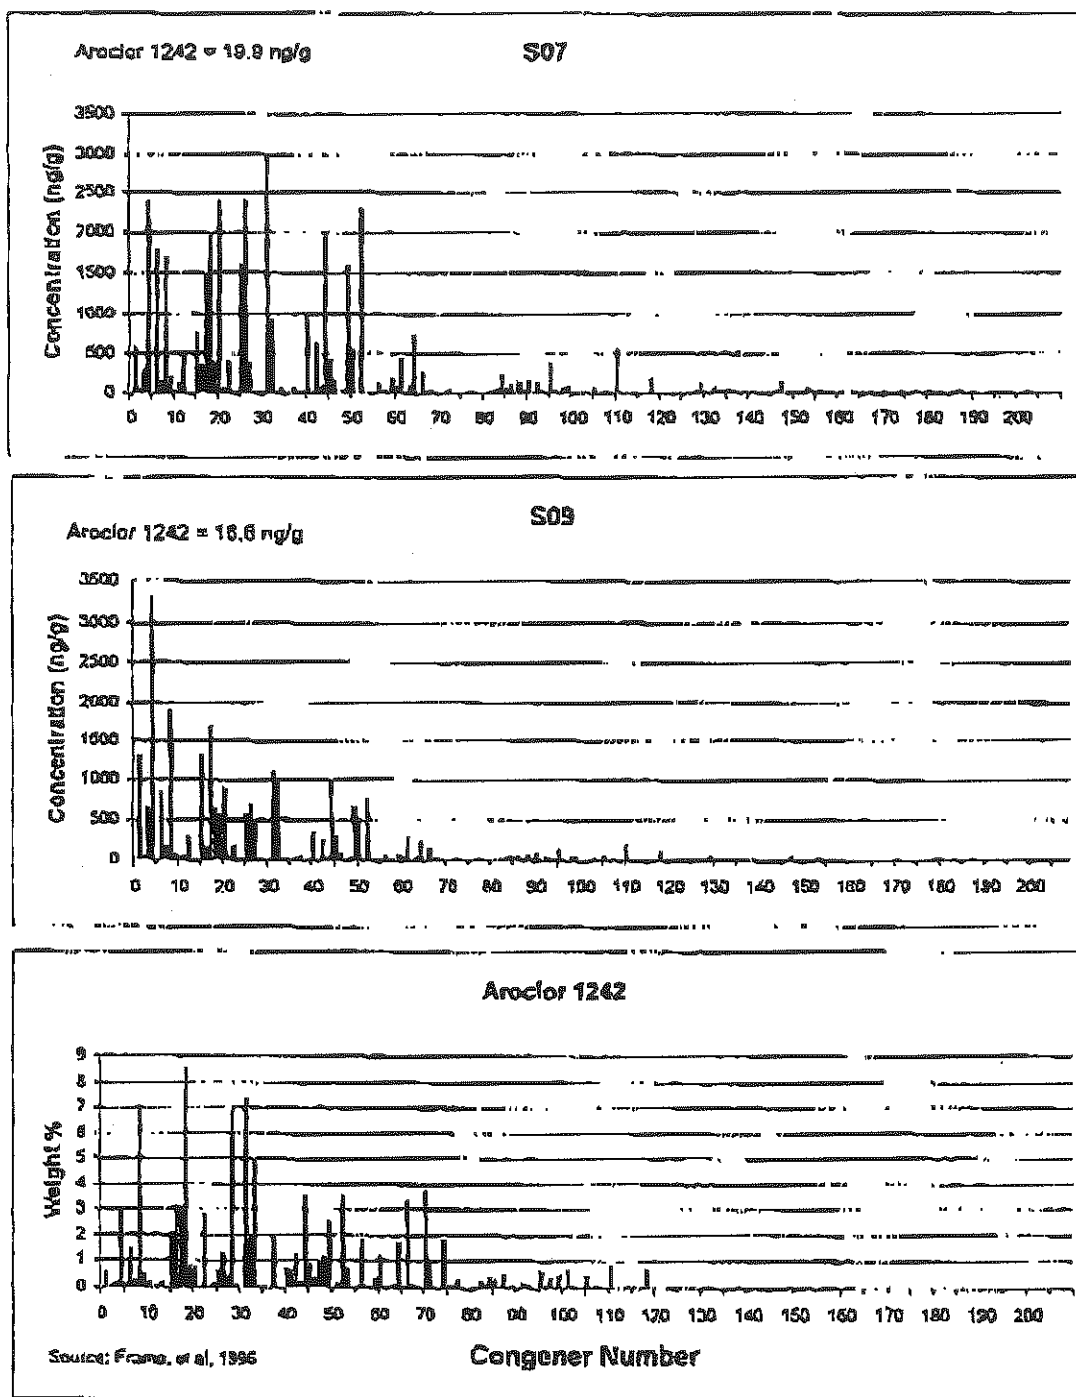 Aroclor 1242 = 19.9 ng/g
S07
Concentration (ng/g)
3500
3000
2500
2000
1500
1000
500
0
0 10 20 30 40 50 60 70 80 90 100 110 120 130 140 150 160 170 180 190 200
S09
Aroclor 1242 = 16.6 ng/g
Concentration (ng/g)
3500
3000
2500
2000
1500
1000
500
0
0 10 20 30 40 50 60 70 80 90 100 110 120 130 140 150 160 170 180 190 200
Aroclor 1242
Weight %
9
8
7
6
5
4
3
2
1
0
0 10 20 30 40 50 60 70 80 90 100 110 120 130 140 150 160 170 180 190 200
Source: Frame, et al, 1996
Congener Number